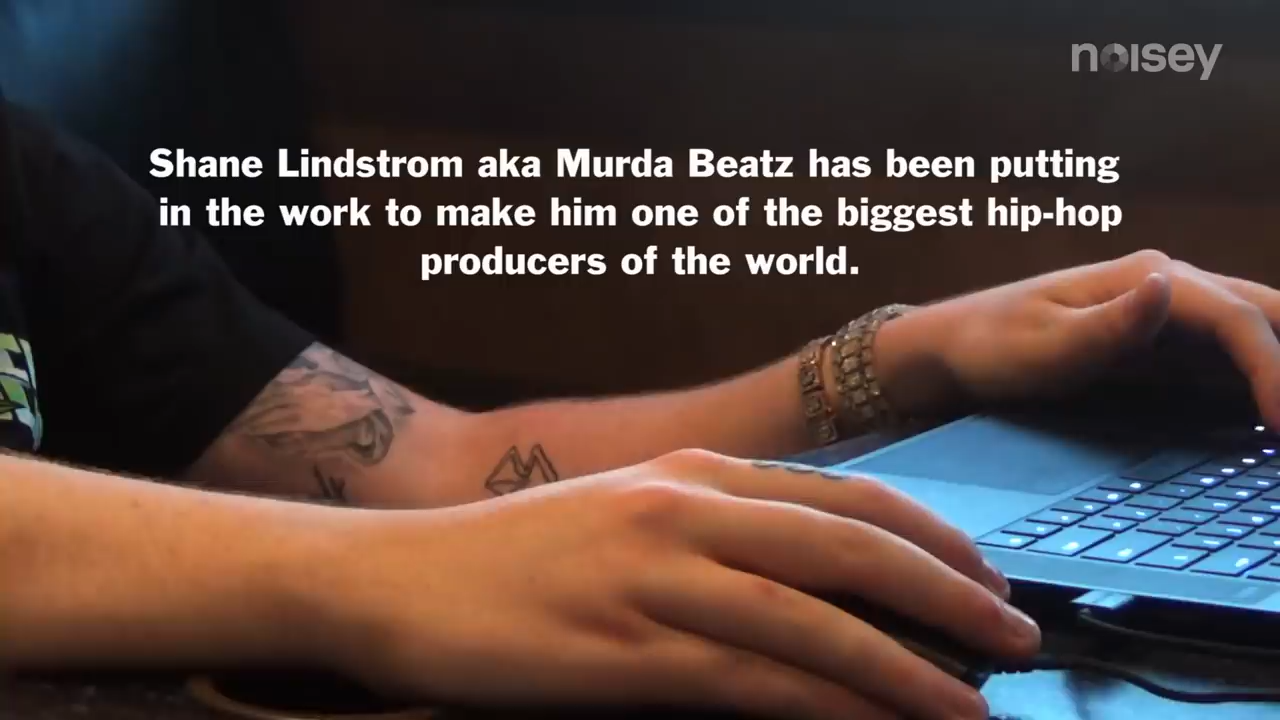 noisey
Shane Lindstrom aka Murda Beatz has been putting
in the work to make him one of the biggest hip-hop
producers of the world.